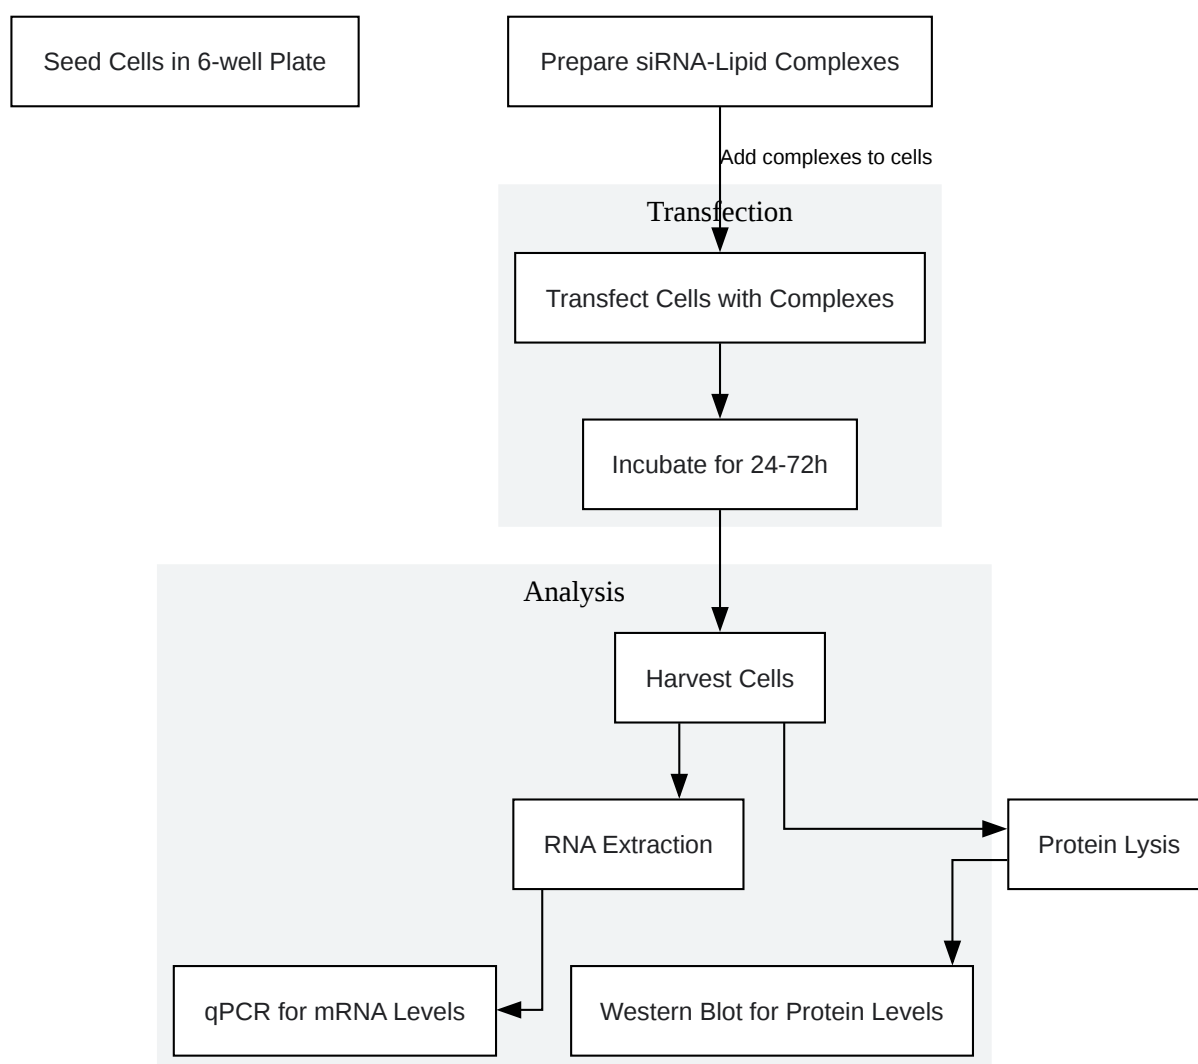 Seed Cells in 6-well Plate
Prepare siRNA-Lipid Complexes
Add complexes to cells
Transfection
Transfect Cells with Complexes
Incubate for 24-72h
Analysis
Harvest Cells
RNA Extraction
Protein Lysis
qPCR for mRNA Levels
Western Blot for Protein Levels